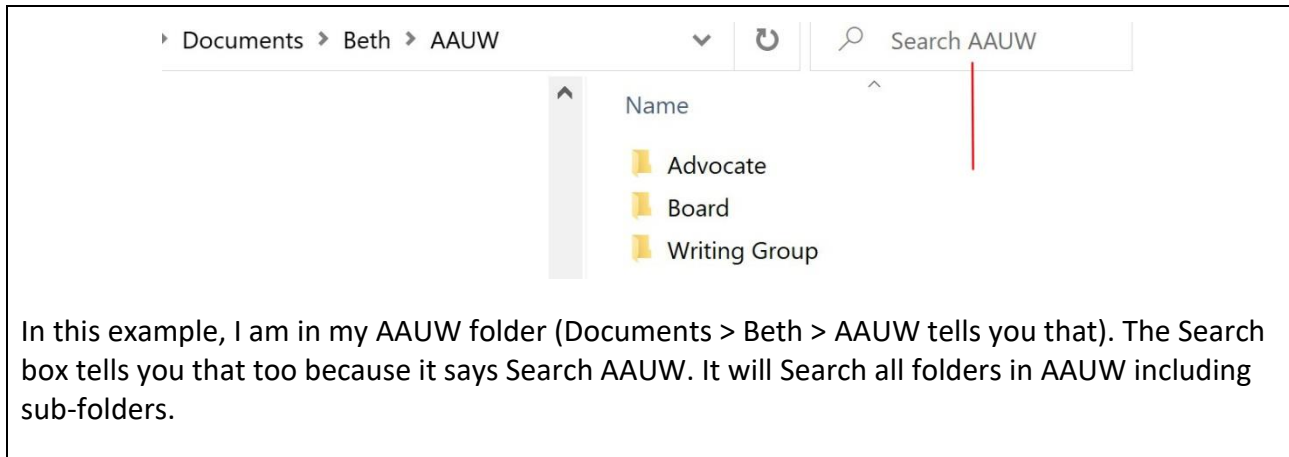 Documents > Beth > AAUW
Search AAUW
Name
Advocate
Board
Writing Group
In this example, I am in my AAUW folder (Documents > Beth > AAUW tells you that). The Search
box tells you that too because it says Search AAUW. It will Search all folders in AAUW including
sub-folders.